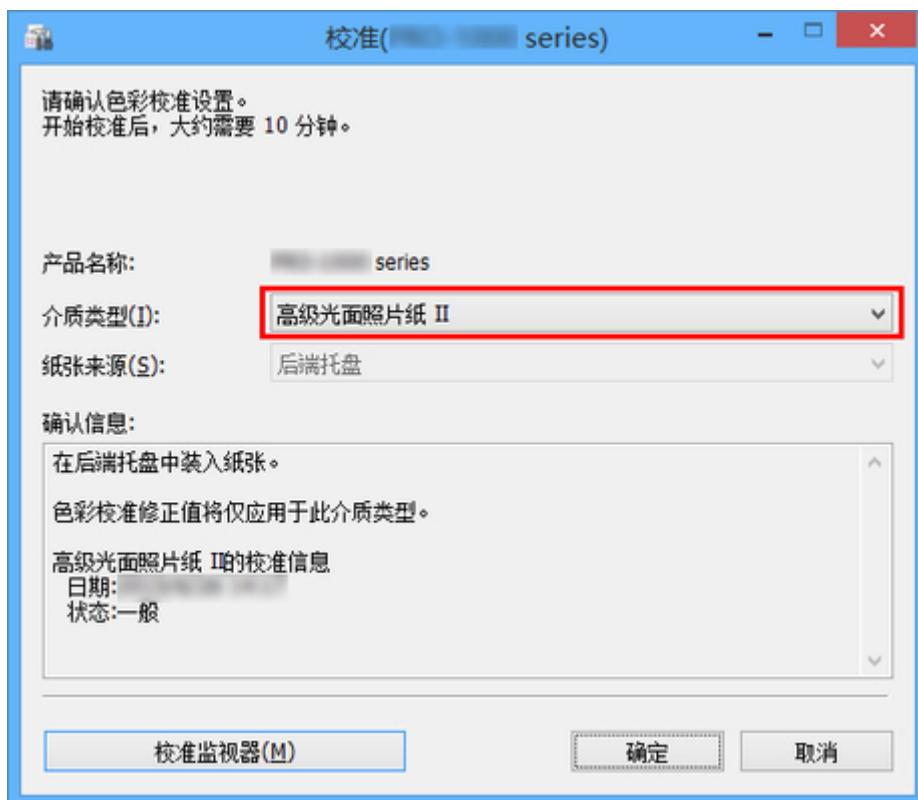 校准( series)
请确认色彩校准设置。
开始校准后，大约需要 10 分钟。
产品名称: series
介质类型(I): 高级光面照片纸 II
纸张来源(S): 后端托盘
确认信息:
在后端托盘中装入纸张。
色彩校准修正值将仅应用于此介质类型。
高级光面照片纸 II的校准信息
日期:
状态:一般
校准监视器(M) 确定 取消